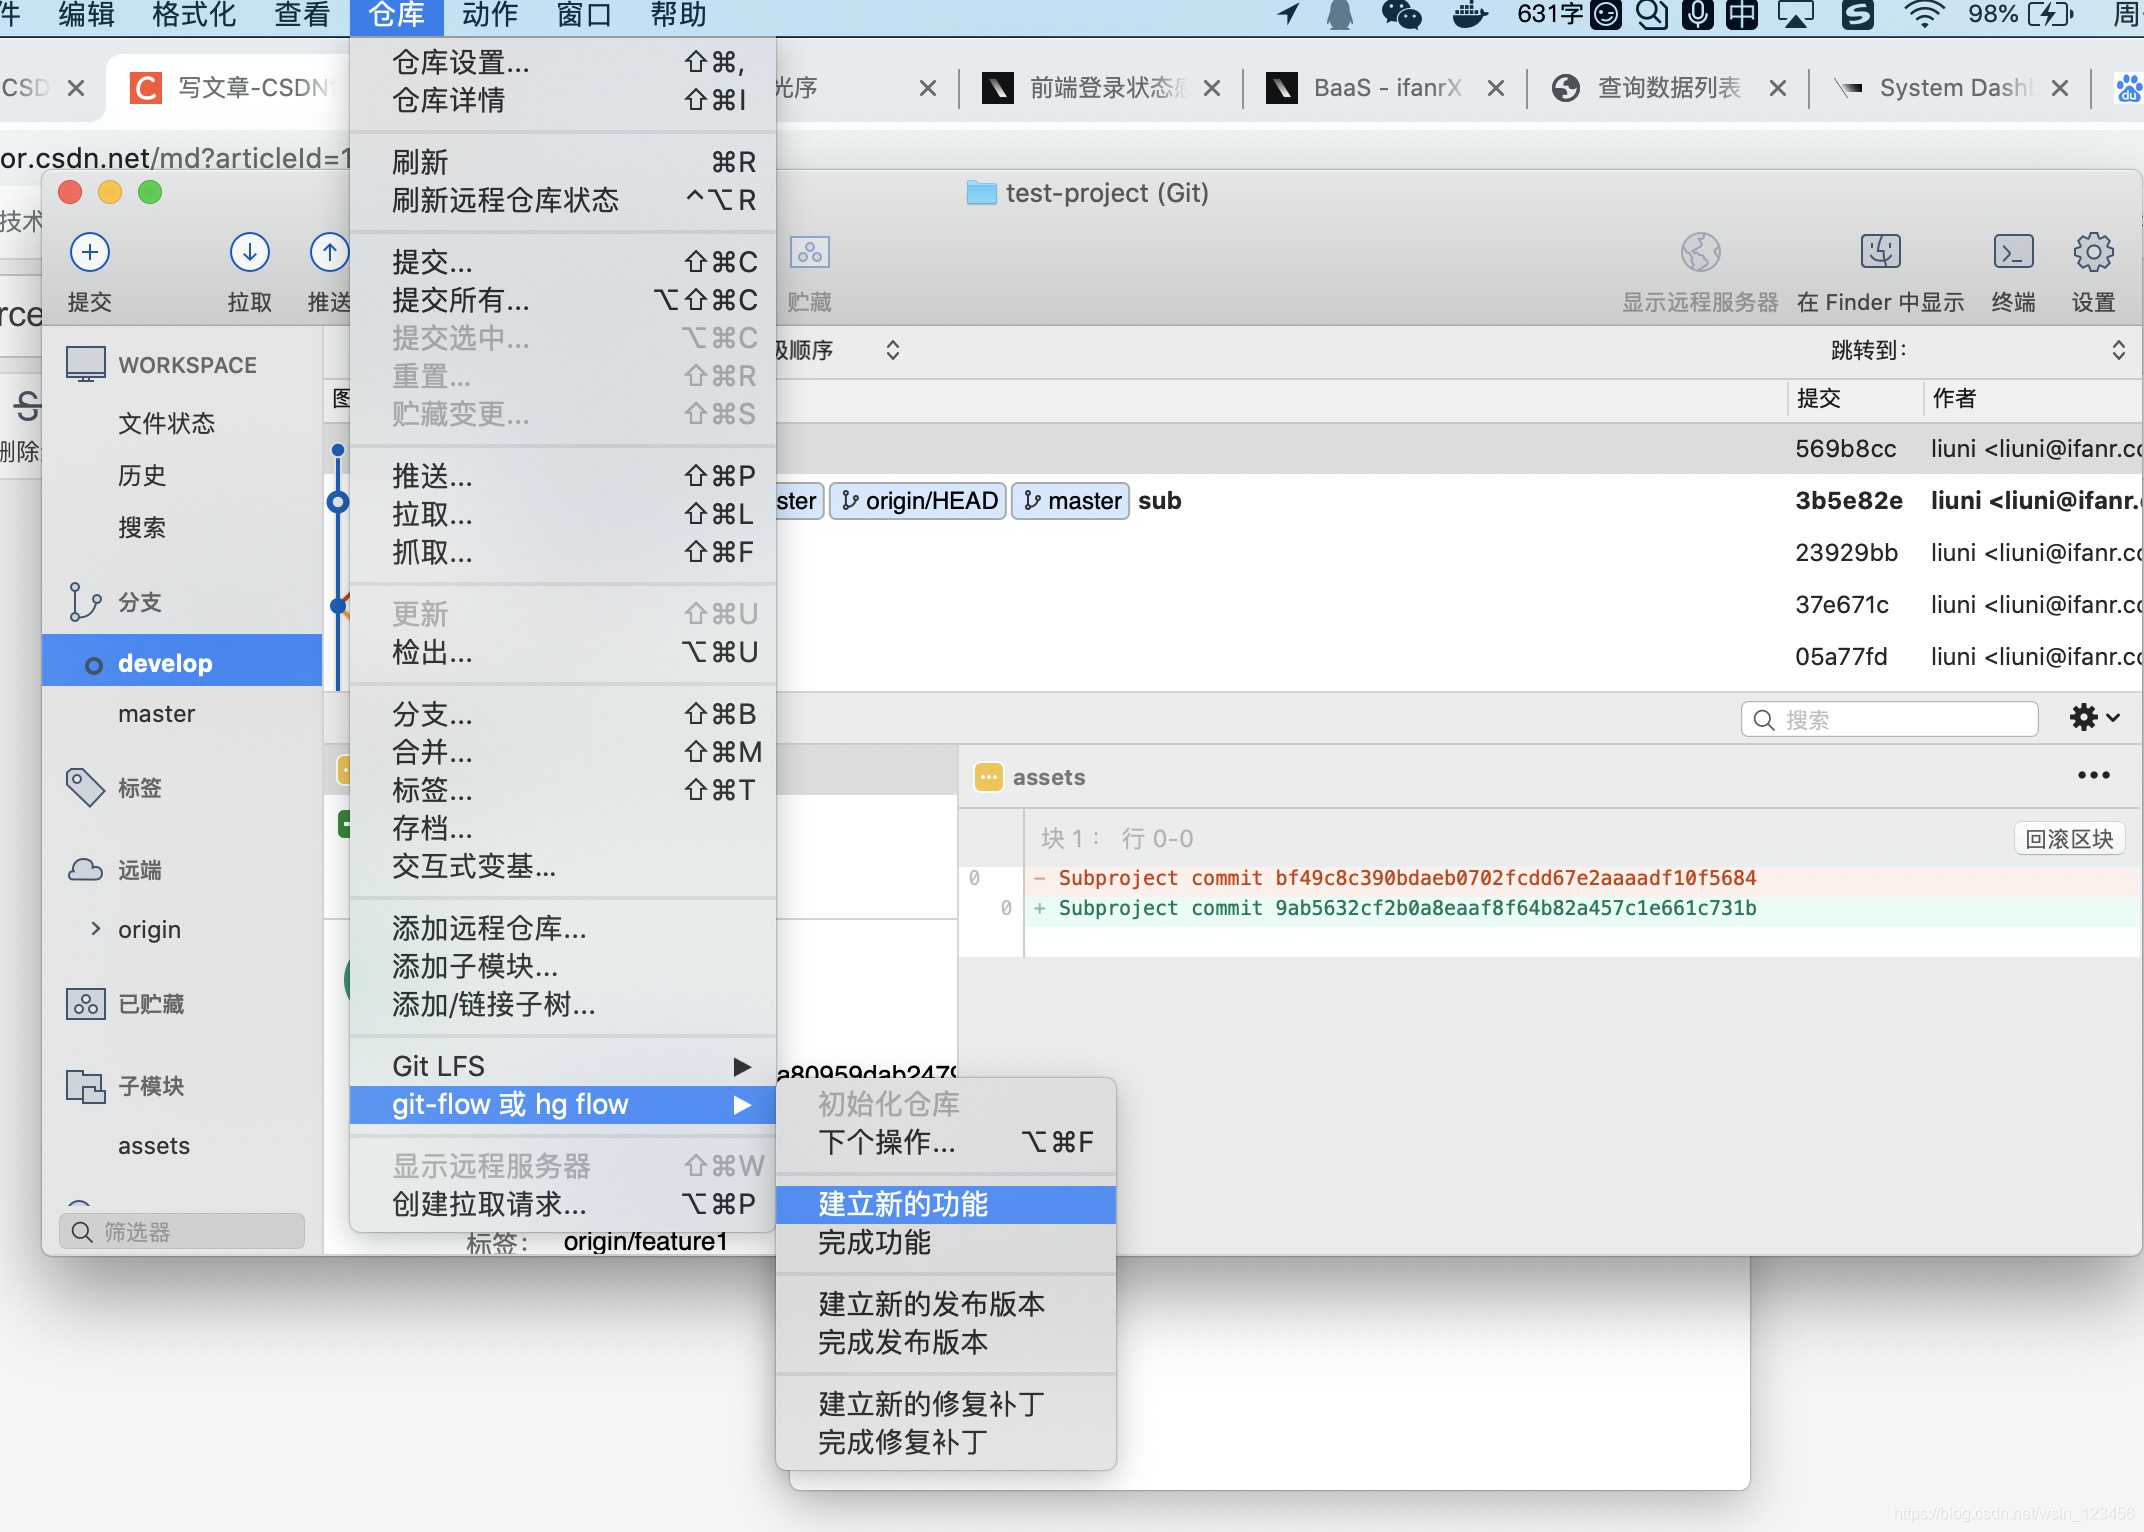 件 编辑 格式化 查看 仓库 动作 窗口 帮助 631字 中 98% 周
CSD 写文章-CSDN 光序 前端登录状态 BaaS - ifanrX 查询数据列表 System Dash du
or.csdn.net/md?articleId=1
技术
rce
S
删除
test-project (Git)
提交 拉取 推送 贮藏 显示远程服务器 在 Finder 中显示 终端 设置
级顺序 跳转到：
图 提交 作者
569b8cc liuni <liuni@ifanr.c
ster origin/HEAD master sub 3b5e82e liuni <liuni@ifanr.
23929bb liuni <liuni@ifanr.c
37e671c liuni <liuni@ifanr.c
05a77fd liuni <liuni@ifanr.c
WORKSPACE
文件状态
历史
搜索
分支
develop
master
标签
远端
origin
已贮藏
子模块
assets
筛选器
仓库设置... ⇧⌘,
仓库详情 ⇧⌘I
刷新 ⌘R
刷新远程仓库状态 ^⌥R
提交... ⇧⌘C
提交所有... ⌥⇧⌘C
提交选中... ⌥⌘C
重置... ⇧⌘R
贮藏变更... ⇧⌘S
推送... ⇧⌘P
拉取... ⇧⌘L
抓取... ⇧⌘F
更新 ⇧⌘U
检出... ⌥⌘U
分支... ⇧⌘B
合并... ⇧⌘M
标签... ⇧⌘T
存档...
交互式变基...
添加远程仓库...
添加子模块...
添加/链接子树...
Git LFS
git-flow 或 hg flow
显示远程服务器 ⇧⌘W
创建拉取请求... ⌥⌘P
搜索
assets
块 1： 行 0-0 回滚区块
0 - Subproject commit bf49c8c390bdaeb0702fcdd67e2aaaadf10f5684
0 + Subproject commit 9ab5632cf2b0a8eaaf8f64b82a457c1e661c731b
a80959dab2479
标签： origin/feature1
初始化仓库
下个操作... ⌥⌘F
建立新的功能
完成功能
建立新的发布版本
完成发布版本
建立新的修复补丁
完成修复补丁
https://blog.csdn.net/wsln_123456